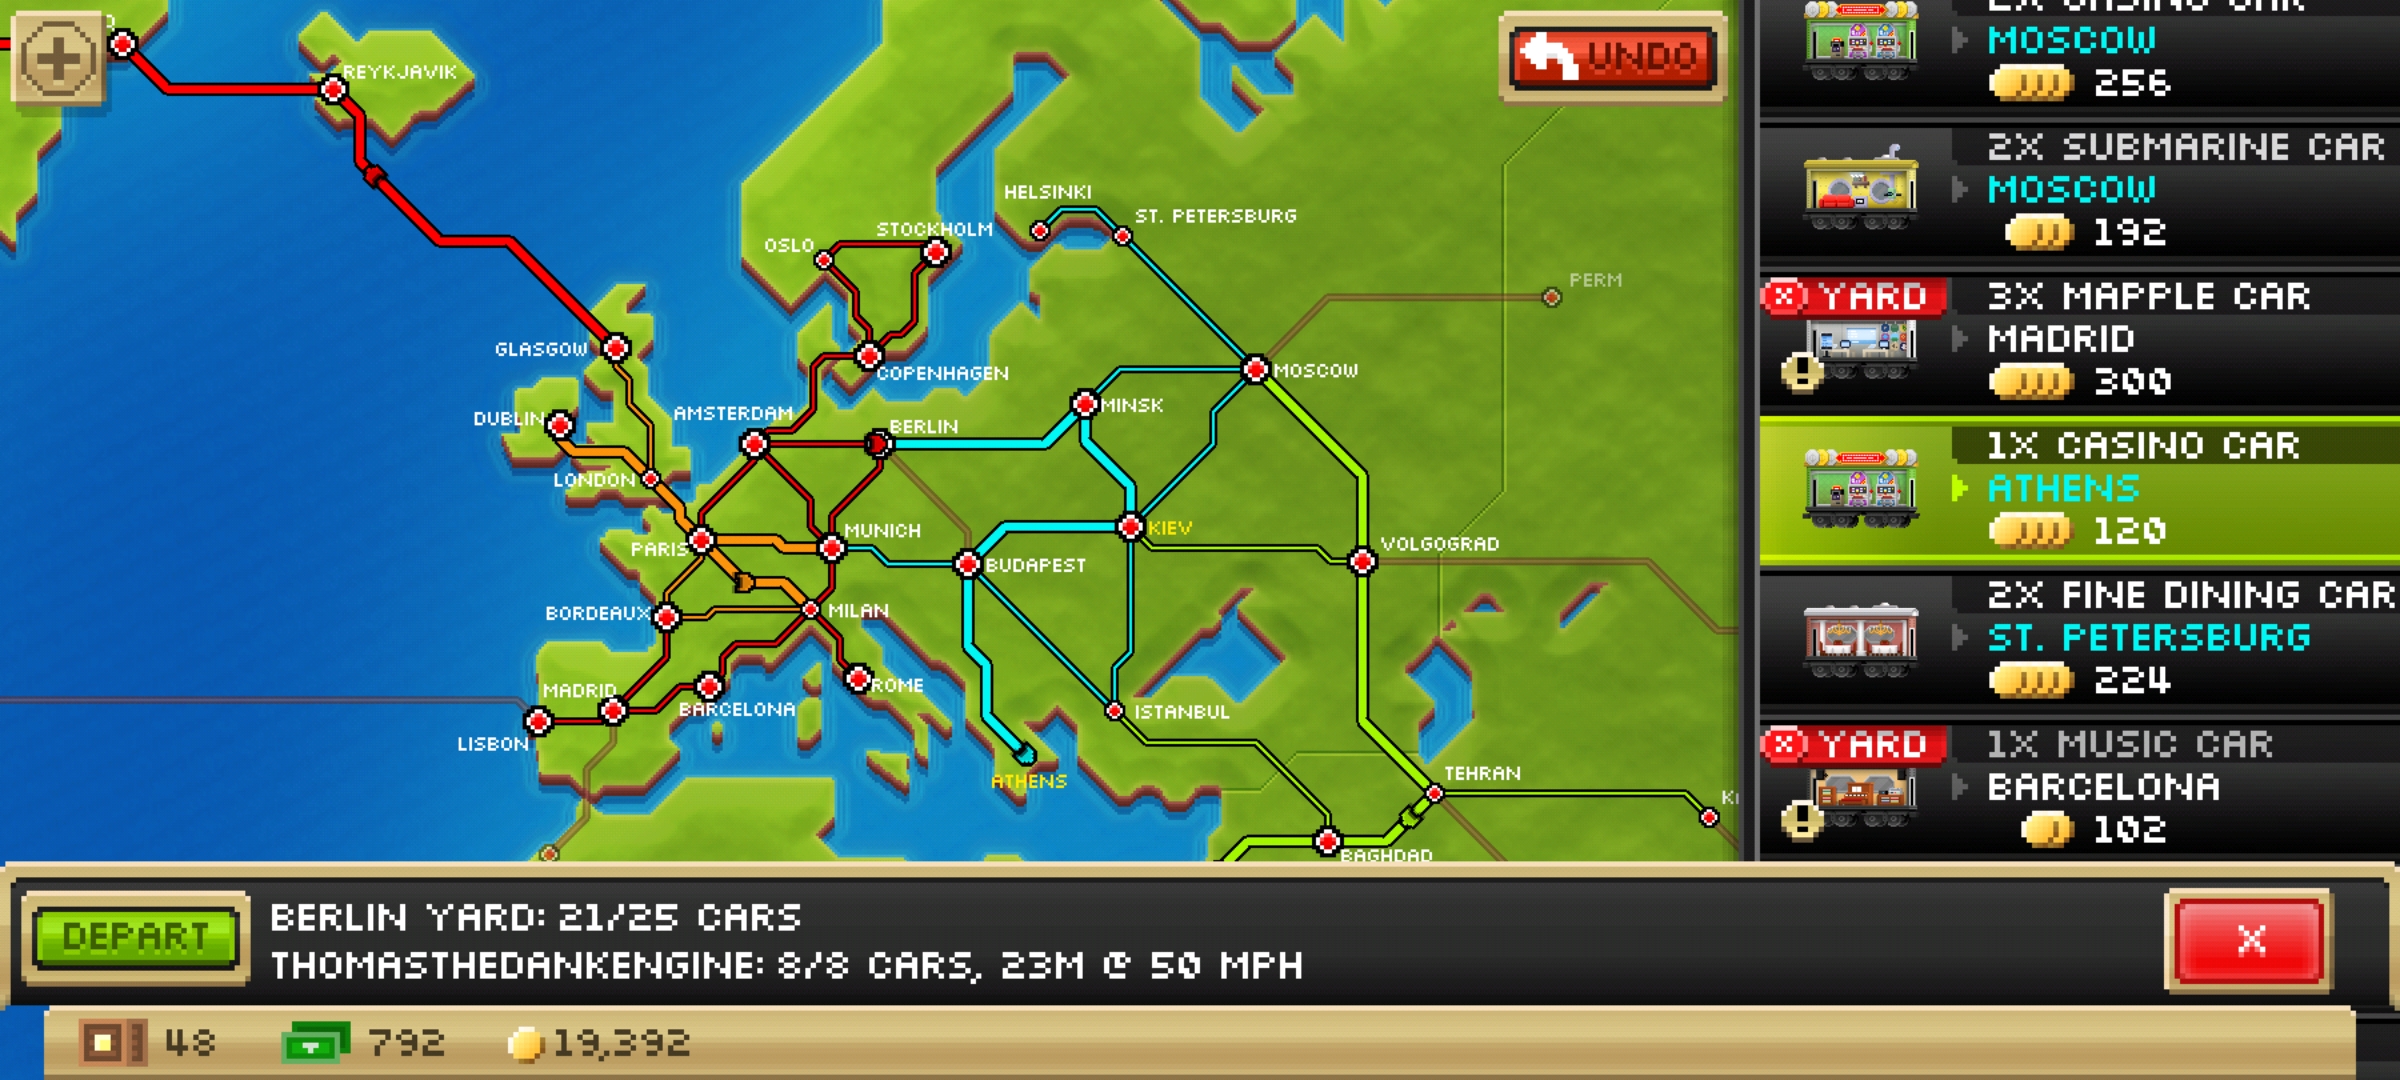 REYKJAVIK
UNDO
HELSINKI
ST. PETERSBURG
STOCKHOLM
OSLO
PERM
GLASGOW
COPENHAGEN
MOSCOW
DUBLIN
AMSTERDAM
BERLIN
MINSK
LONDON
PARIS
MUNICH
KIEV
VOLGOGRAD
BUDAPEST
BORDEAUX
MILAN
MADRID
ROME
BARCELONA
ISTANBUL
LISBON
ATHENS
TEHRAN
BAGHDAD
2X CASINO CAR
MOSCOW
256
2X SUBMARINE CAR
MOSCOW
192
YARD
3X MAPPLE CAR
MADRID
300
1X CASINO CAR
ATHENS
120
2X FINE DINING CAR
ST. PETERSBURG
224
YARD
1X MUSIC CAR
BARCELONA
102
DEPART
BERLIN YARD: 21/25 CARS
THOMASTHEDANKENGINE: 8/8 CARS, 23M @ 50 MPH
X
48
792
19,392